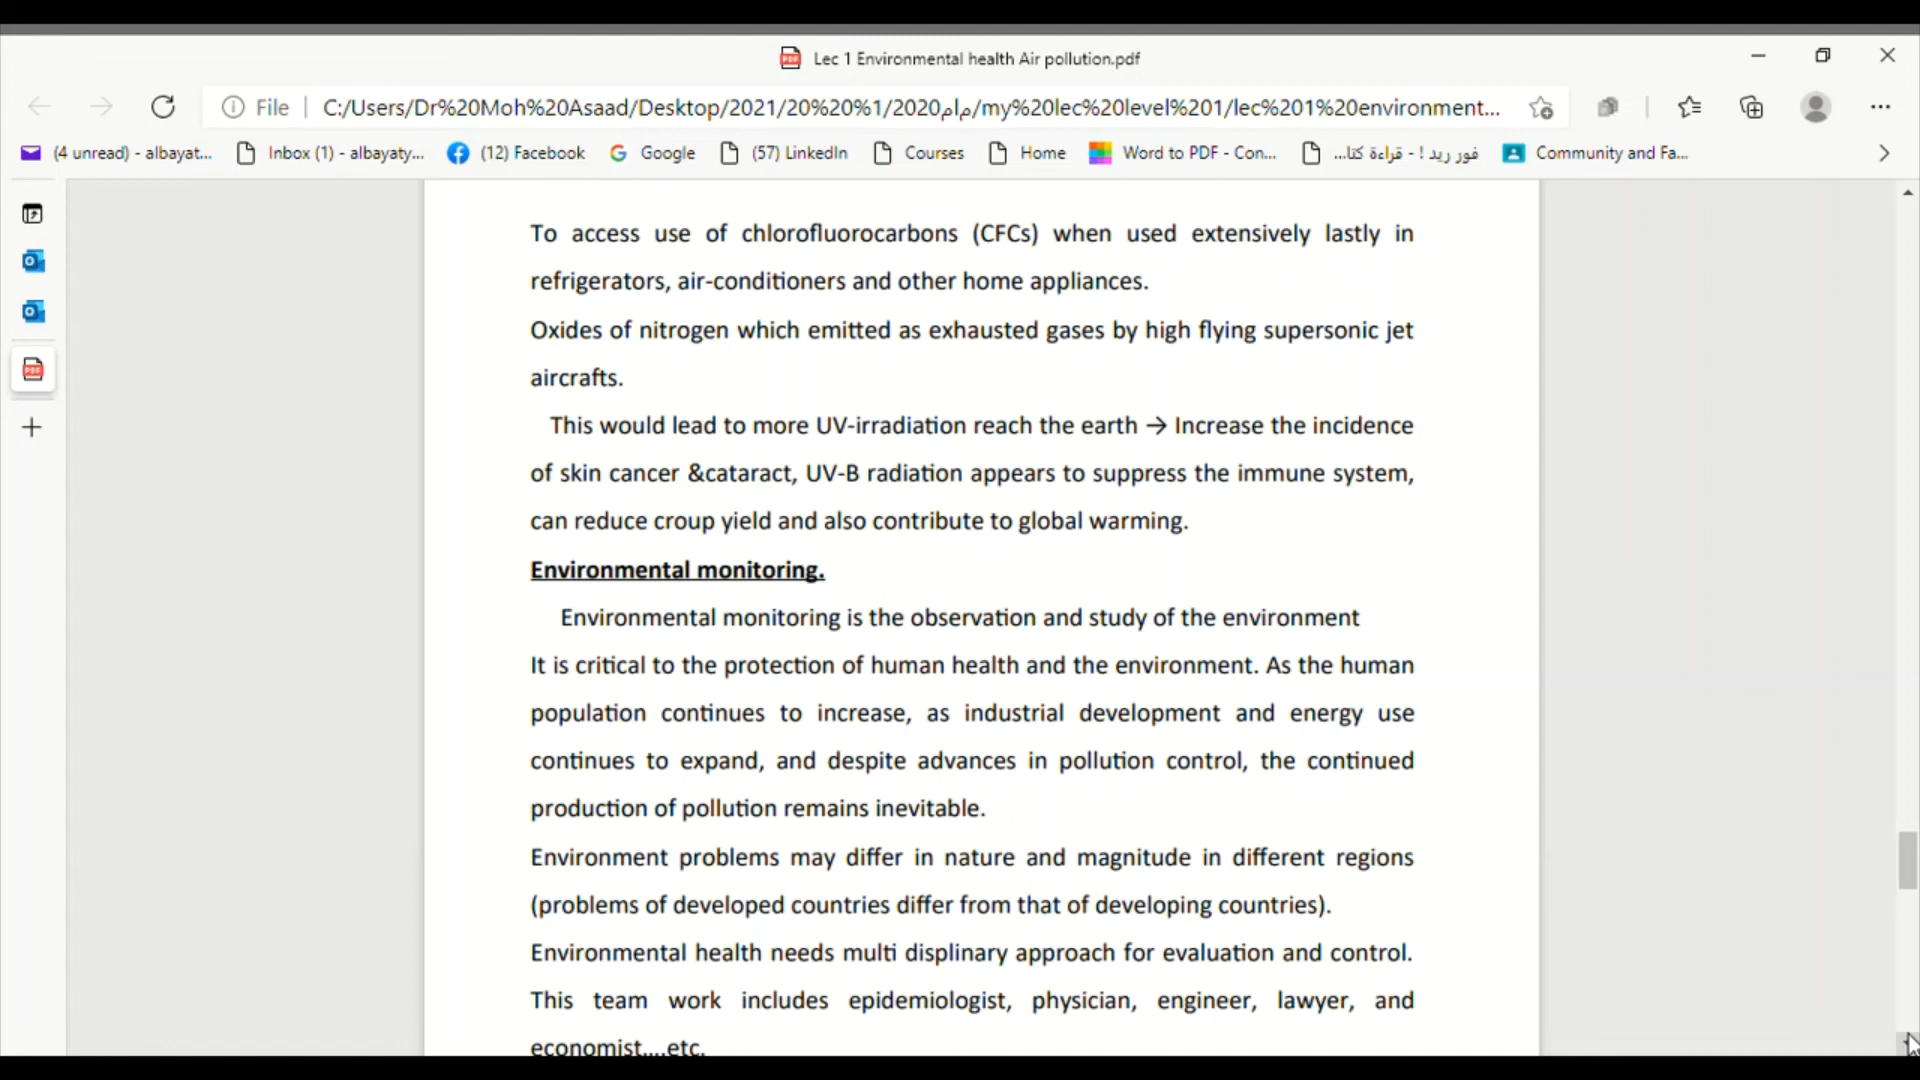 Lec 1 Environmental health Air pollution.pdf
File | C:/Users/Dr%20Moh%20Asaad/Desktop/2021/20%20%1/2020مام/my%20lec%20level%201/lec%201%20environment...
(4 unread) - albayat... Inbox (1) - albayaty... (12) Facebook Google (57) LinkedIn Courses Home Word to PDF - Con... فور ريد ! - قراءة كتا... Community and Fa...
To access use of chlorofluorocarbons (CFCs) when used extensively lastly in
refrigerators, air-conditioners and other home appliances.
Oxides of nitrogen which emitted as exhausted gases by high flying supersonic jet
aircrafts.
This would lead to more UV-irradiation reach the earth → Increase the incidence
of skin cancer &cataract, UV-B radiation appears to suppress the immune system,
can reduce croup yield and also contribute to global warming.
Environmental monitoring.
Environmental monitoring is the observation and study of the environment
It is critical to the protection of human health and the environment. As the human
population continues to increase, as industrial development and energy use
continues to expand, and despite advances in pollution control, the continued
production of pollution remains inevitable.
Environment problems may differ in nature and magnitude in different regions
(problems of developed countries differ from that of developing countries).
Environmental health needs multi displinary approach for evaluation and control.
This team work includes epidemiologist, physician, engineer, lawyer, and
economist....etc.